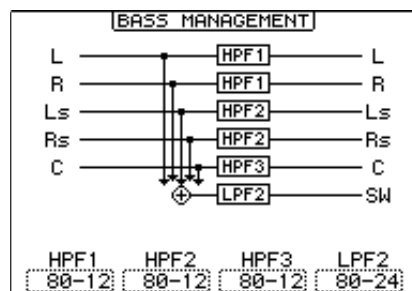 BASS MANAGEMENT
L HPF1 L
R HPF1 R
Ls HPF2 Ls
Rs HPF2 Rs
C HPF3 C
LPF2 SW
HPF1 HPF2 HPF3 LPF2
80-12 80-12 80-12 80-24